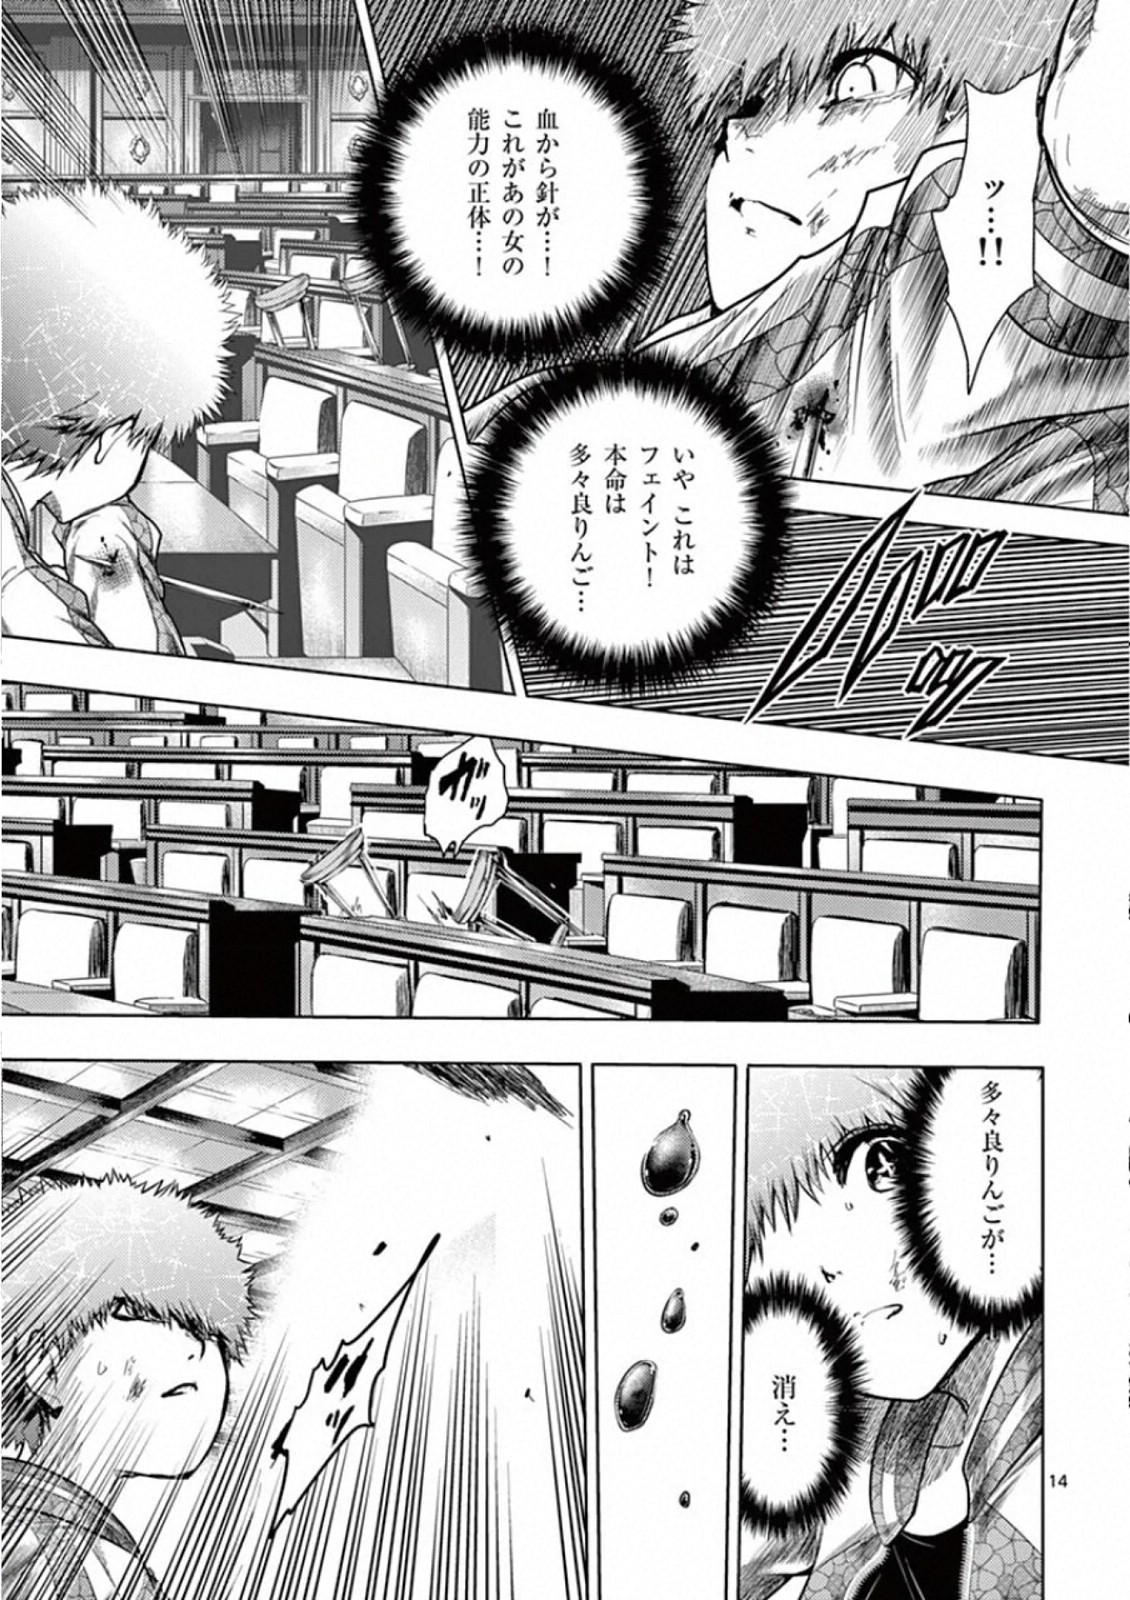 ッ…!!
血から針が…!
これがあの女の
能力の正体…!
いや これは
フェイント!
本命は
多々良りんご…
バッ
ガッ
多々良りんごが…
消え…
14